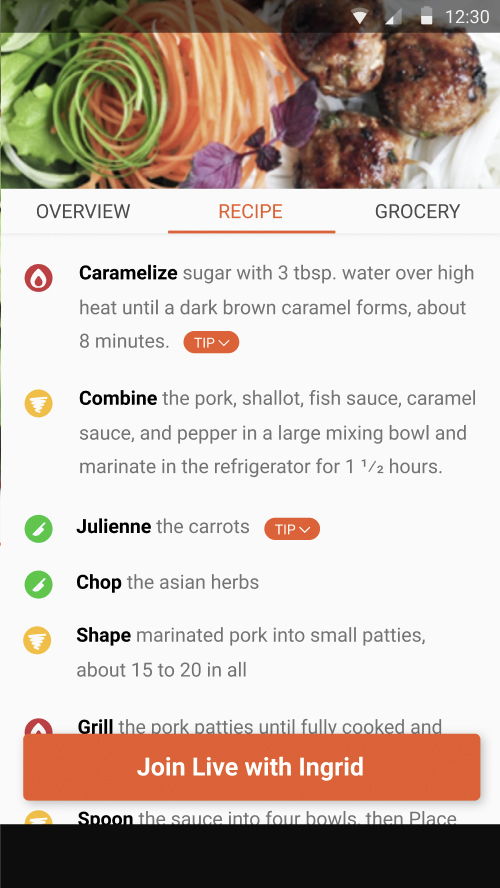 12:30
OVERVIEW RECIPE GROCERY
Caramelize sugar with 3 tbsp. water over high
heat until a dark brown caramel forms, about
8 minutes. TIP
Combine the pork, shallot, fish sauce, caramel
sauce, and pepper in a large mixing bowl and
marinate in the refrigerator for 1 1/2 hours.
Julienne the carrots TIP
Chop the asian herbs
Shape marinated pork into small patties,
about 15 to 20 in all
Grill the pork patties until fully cooked and
Join Live with Ingrid
Spoon the sauce into four bowls, then Place